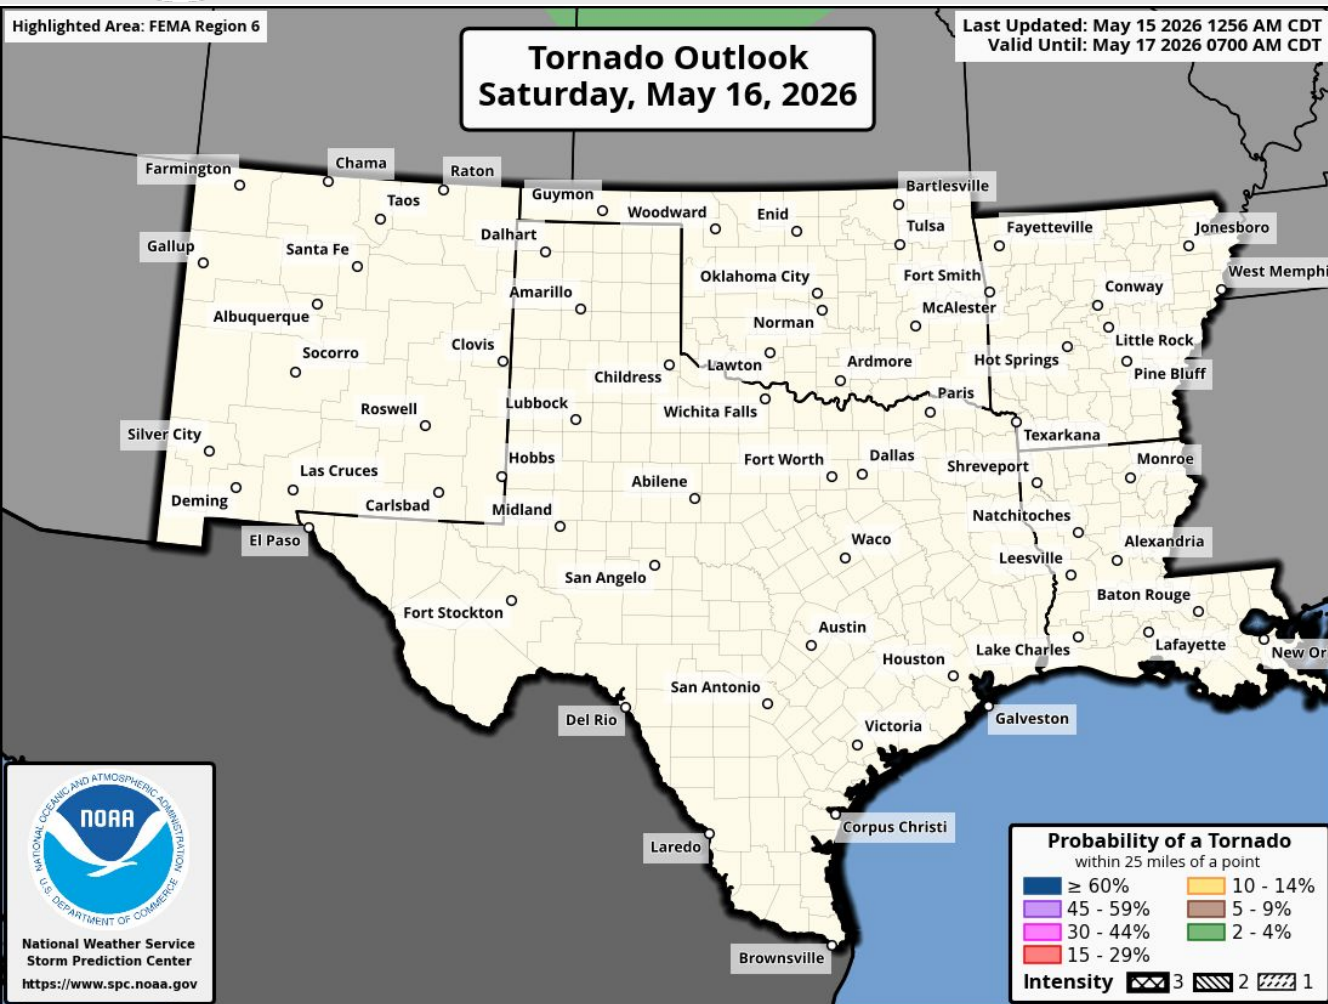 Highlighted Area: FEMA Region 6
Last Updated: May 15 2026 1256 AM CDT
Valid Until: May 17 2026 0700 AM CDT
Tornado Outlook
Saturday, May 16, 2026
Farmington
Chama
Raton
Taos
Guymon
Woodward
Enid
Bartlesville
Tulsa
Fayetteville
Jonesboro
Gallup
Santa Fe
Dalhart
Oklahoma City
Fort Smith
West Memphi
Albuquerque
Amarillo
Norman
McAlester
Conway
Little Rock
Socorro
Clovis
Childress
Lawton
Ardmore
Hot Springs
Pine Bluff
Roswell
Lubbock
Wichita Falls
Paris
Texarkana
Silver City
Las Cruces
Hobbs
Abilene
Fort Worth
Dallas
Shreveport
Monroe
Deming
Carlsbad
Midland
Natchitoches
El Paso
San Angelo
Waco
Leesville
Alexandria
Fort Stockton
Austin
Baton Rouge
Houston
Lake Charles
Lafayette
New Or
San Antonio
Del Rio
Victoria
Galveston
Laredo
Corpus Christi
Brownsville
NATIONAL OCEANIC AND ATMOSPHERIC ADMINISTRATION
NOAA
U.S. DEPARTMENT OF COMMERCE
National Weather Service
Storm Prediction Center
https://www.spc.noaa.gov
Probability of a Tornado
within 25 miles of a point
≥ 60%
10 - 14%
45 - 59%
5 - 9%
30 - 44%
2 - 4%
15 - 29%
Intensity 3 2 1